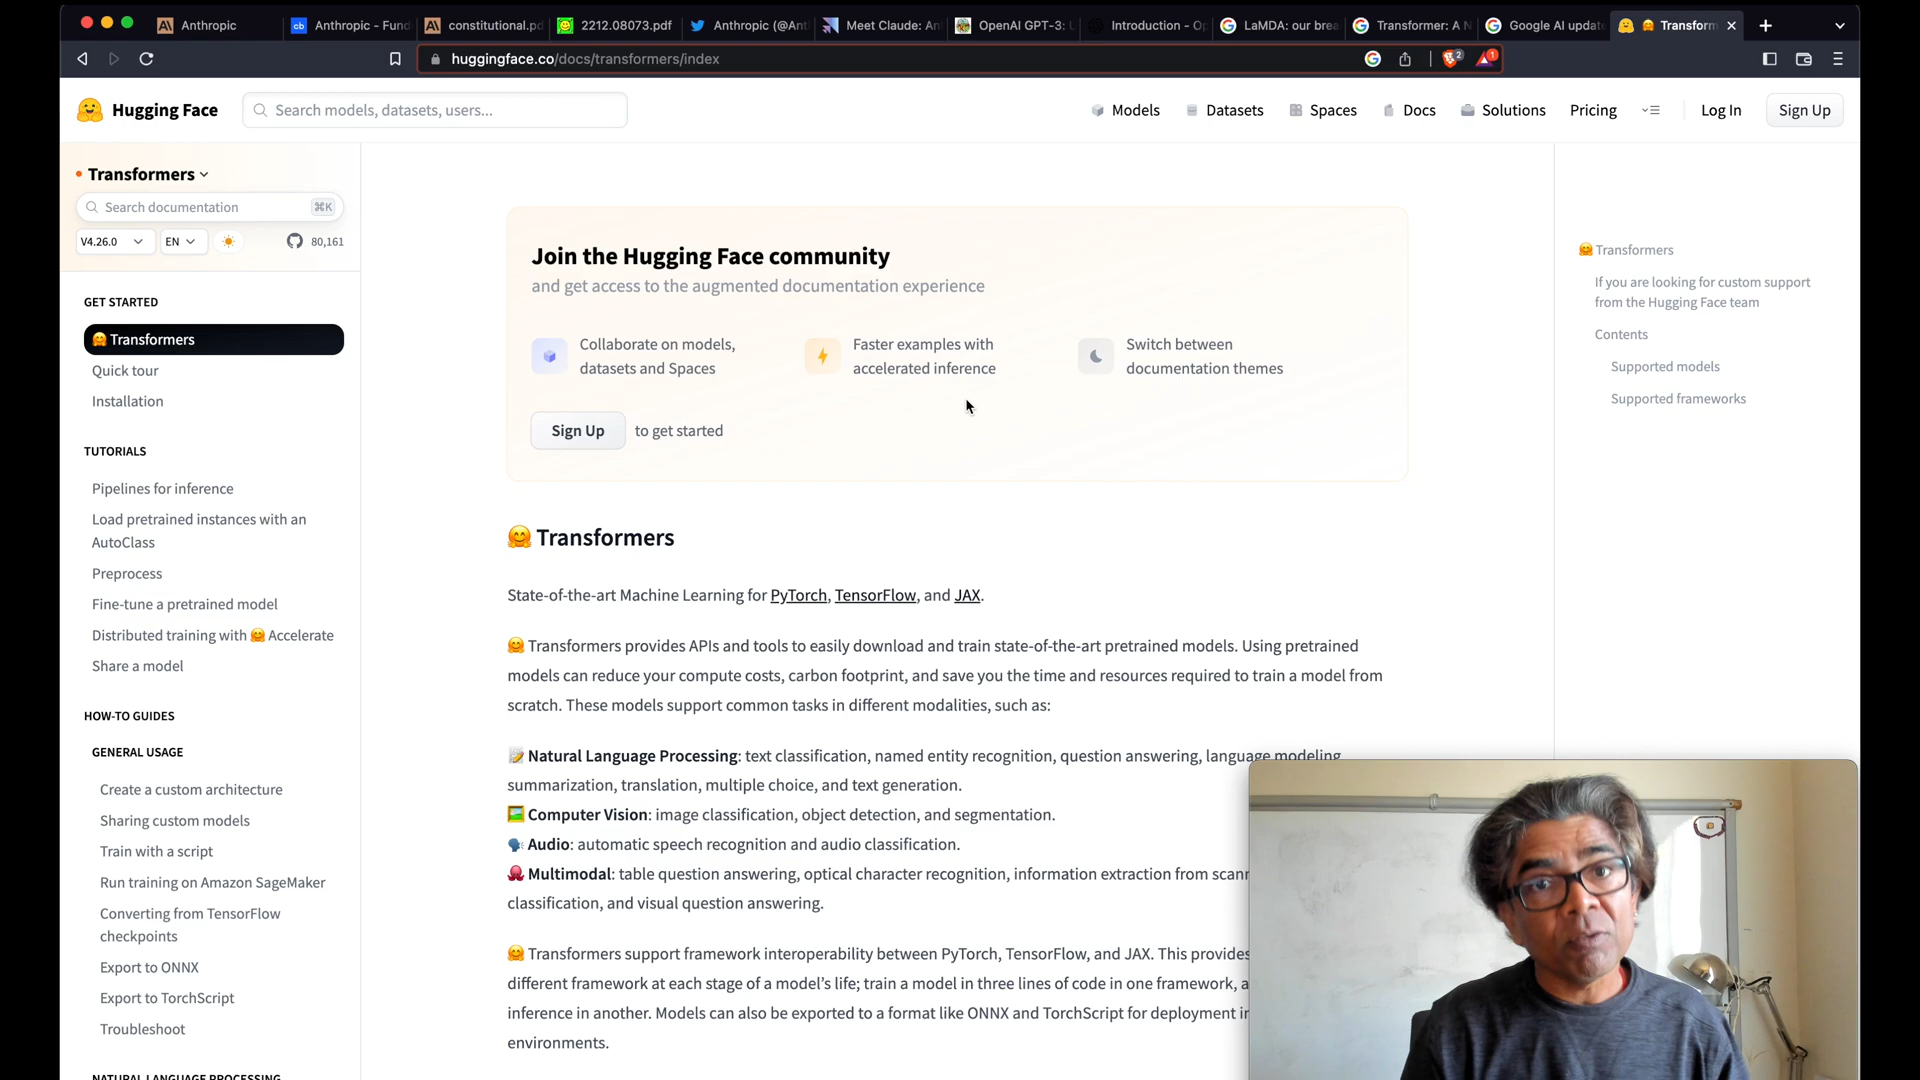 Anthropic
Anthropic - Fund
constitutional.pd
2212.08073.pdf
Anthropic (@Ant
Meet Claude: An
OpenAI GPT-3: U
Introduction - Op
LaMDA: our brea
Transformer: A N
Google AI update
Transform
huggingface.co/docs/transformers/index
2
1
Hugging Face
Search models, datasets, users...
Models
Datasets
Spaces
Docs
Solutions
Pricing
Log In
Sign Up
Transformers
Search documentation
⌘K
V4.26.0
EN
80,161
GET STARTED
Transformers
Quick tour
Installation
TUTORIALS
Pipelines for inference
Load pretrained instances with an
AutoClass
Preprocess
Fine-tune a pretrained model
Distributed training with 🤗 Accelerate
Share a model
HOW-TO GUIDES
GENERAL USAGE
Create a custom architecture
Sharing custom models
Train with a script
Run training on Amazon SageMaker
Converting from TensorFlow
checkpoints
Export to ONNX
Export to TorchScript
Troubleshoot
NATURAL LANGUAGE PROCESSING
Join the Hugging Face community
and get access to the augmented documentation experience
Collaborate on models,
datasets and Spaces
Faster examples with
accelerated inference
Switch between
documentation themes
Sign Up to get started
🤗 Transformers
State-of-the-art Machine Learning for PyTorch, TensorFlow, and JAX.
🤗 Transformers provides APIs and tools to easily download and train state-of-the-art pretrained models. Using pretrained
models can reduce your compute costs, carbon footprint, and save you the time and resources required to train a model from
scratch. These models support common tasks in different modalities, such as:
📝 Natural Language Processing: text classification, named entity recognition, question answering, language modeling
summarization, translation, multiple choice, and text generation.
🖼️ Computer Vision: image classification, object detection, and segmentation.
🗣️ Audio: automatic speech recognition and audio classification.
🐙 Multimodal: table question answering, optical character recognition, information extraction from scann
classification, and visual question answering.
🤗 Transformers support framework interoperability between PyTorch, TensorFlow, and JAX. This provides
different framework at each stage of a model's life; train a model in three lines of code in one framework, a
inference in another. Models can also be exported to a format like ONNX and TorchScript for deployment in
environments.
🤗 Transformers
If you are looking for custom support
from the Hugging Face team
Contents
Supported models
Supported frameworks